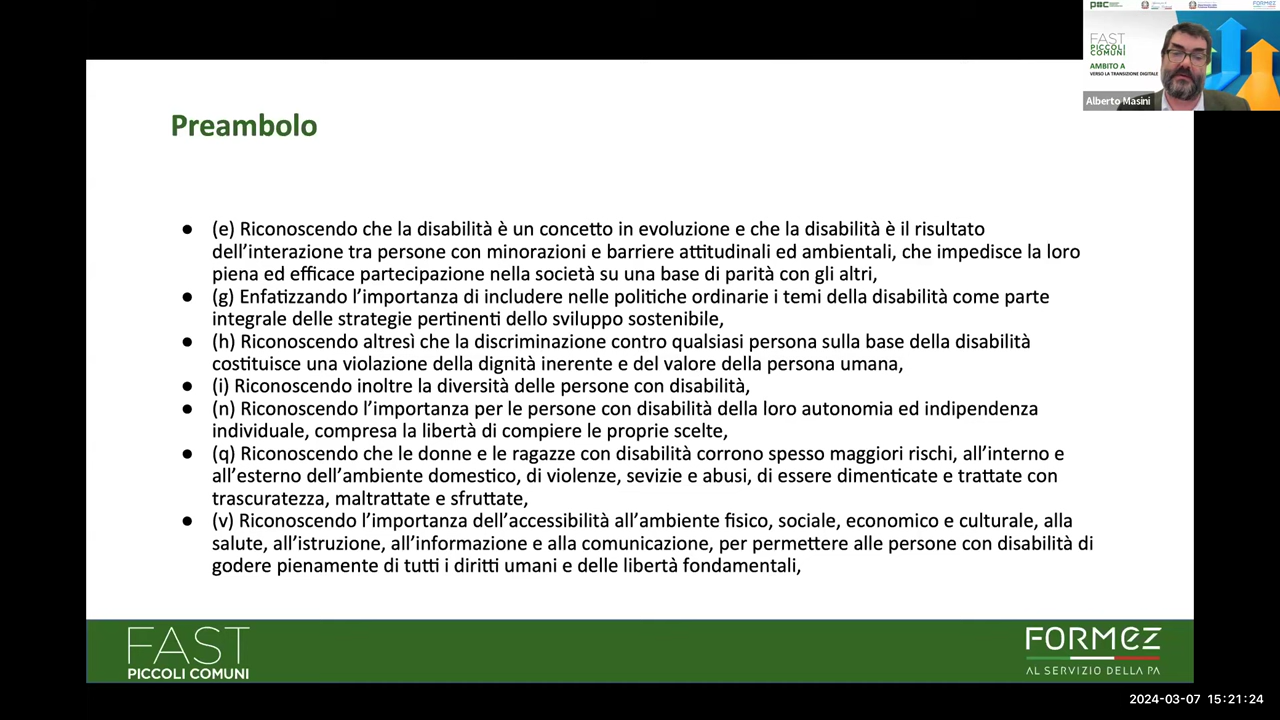 POC
FORMEZ
FAST
PICCOLI
COMUNI
AMBITO A
VERSO LA TRANSIZIONE DIGITALE
Alberto Masini
Preambolo
● (e) Riconoscendo che la disabilità è un concetto in evoluzione e che la disabilità è il risultato
dell’interazione tra persone con minorazioni e barriere attitudinali ed ambientali, che impedisce la loro
piena ed efficace partecipazione nella società su una base di parità con gli altri,
● (g) Enfatizzando l’importanza di includere nelle politiche ordinarie i temi della disabilità come parte
integrale delle strategie pertinenti dello sviluppo sostenibile,
● (h) Riconoscendo altresì che la discriminazione contro qualsiasi persona sulla base della disabilità
costituisce una violazione della dignità inerente e del valore della persona umana,
● (i) Riconoscendo inoltre la diversità delle persone con disabilità,
● (n) Riconoscendo l’importanza per le persone con disabilità della loro autonomia ed indipendenza
individuale, compresa la libertà di compiere le proprie scelte,
● (q) Riconoscendo che le donne e le ragazze con disabilità corrono spesso maggiori rischi, all’interno e
all’esterno dell’ambiente domestico, di violenze, sevizie e abusi, di essere dimenticate e trattate con
trascuratezza, maltrattate e sfruttate,
● (v) Riconoscendo l’importanza dell’accessibilità all’ambiente fisico, sociale, economico e culturale, alla
salute, all’istruzione, all’informazione e alla comunicazione, per permettere alle persone con disabilità di
godere pienamente di tutti i diritti umani e delle libertà fondamentali,
FAST
PICCOLI COMUNI
FORMEZ
AL SERVIZIO DELLA PA
2024-03-07 15:21:24